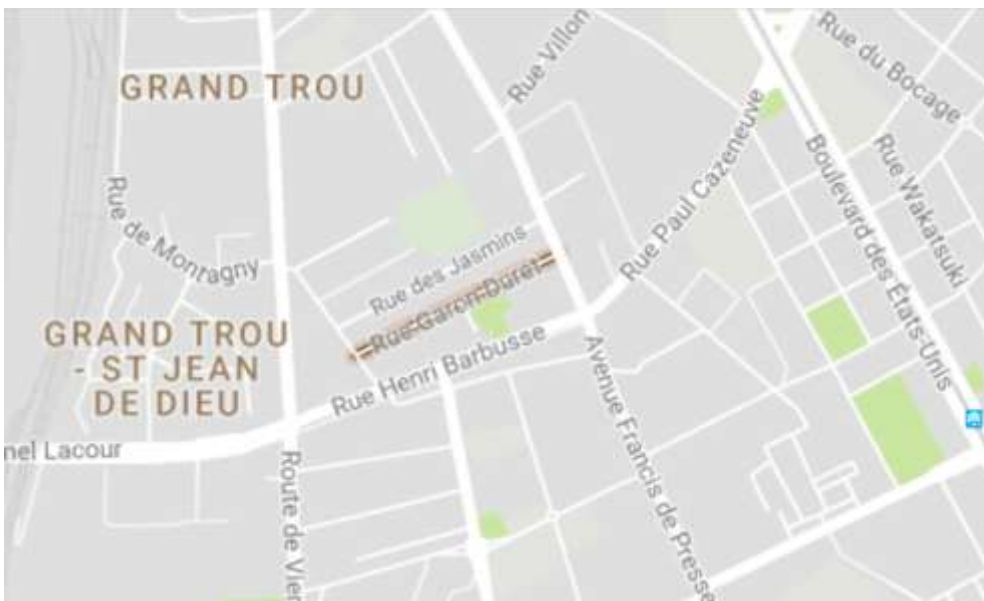 GRAND TROU
Rue Villon
Rue du Bocage
Rue Paul Cazeneuve
Boulevard des États-Unis
Rue Wakatsuki
Rue de Montagny
Rue des Jasmins
Rue Garon-Duret
GRAND TROU
- ST JEAN
DE DIEU
Rue Henri Barbusse
nel Lacour
Route de Vien
Avenue Francis de Presse